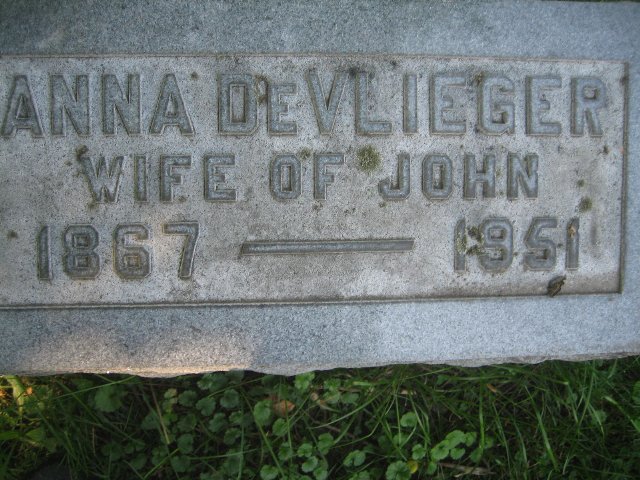 ANNA DeVLIEGER
WIFE OF JOHN
1867 — 1951